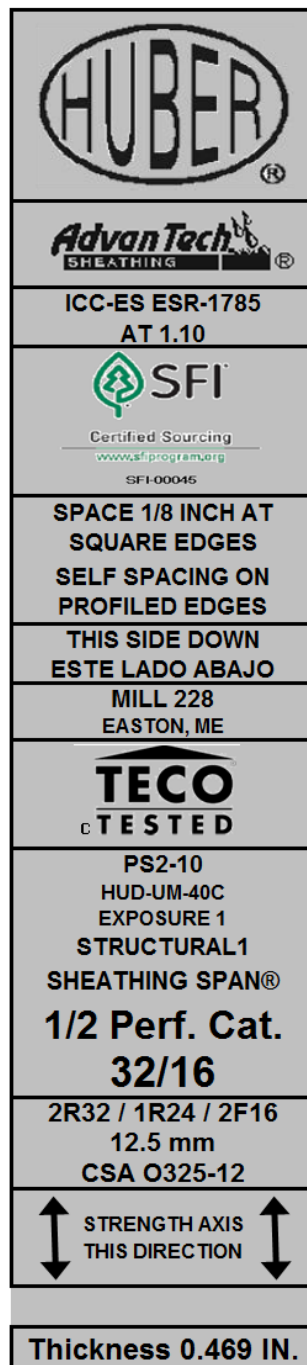 HUBER
®
AdvanTech
SHEATHING ®
ICC-ES ESR-1785
AT 1.10
SFI
Certified Sourcing
www.sfiprogram.org
SFI-00045
SPACE 1/8 INCH AT
SQUARE EDGES
SELF SPACING ON
PROFILED EDGES
THIS SIDE DOWN
ESTE LADO ABAJO
MILL 228
EASTON, ME
TECO
C TESTED
PS2-10
HUD-UM-40C
EXPOSURE 1
STRUCTURAL1
SHEATHING SPAN®
1/2 Perf. Cat.
32/16
2R32 / 1R24 / 2F16
12.5 mm
CSA O325-12
STRENGTH AXIS
THIS DIRECTION
Thickness 0.469 IN.